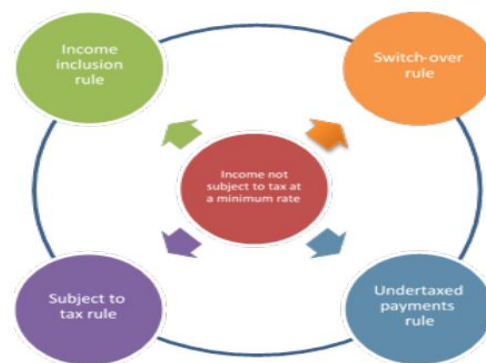 Income
inclusion
rule
Switch-over
rule
Income not
subject to tax at
a minimum rate
Subject to
tax rule
Undertaxed
payments
rule